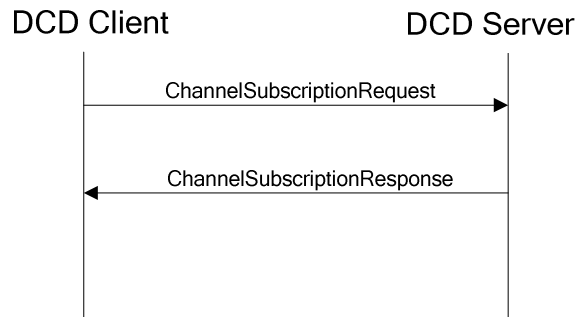 DCD Client
DCD Server
ChannelSubscriptionRequest
ChannelSubscriptionResponse